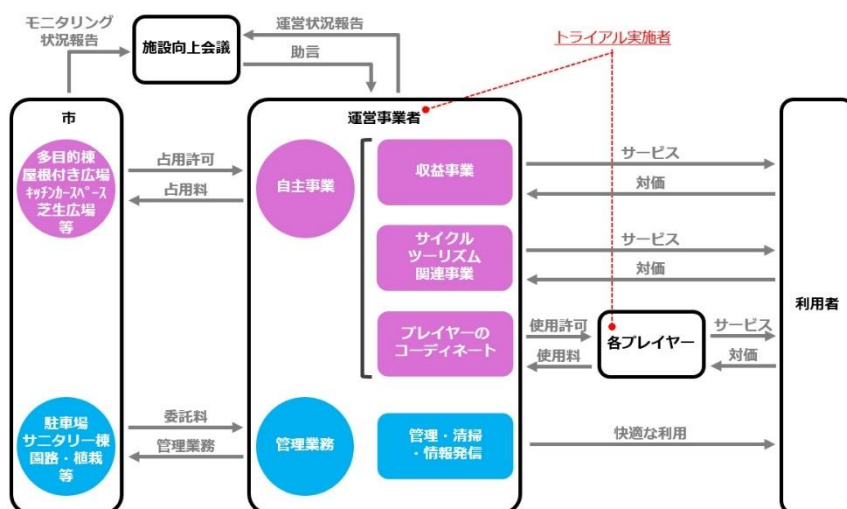 モニタリング
状況報告
施設向上会議
運営状況報告
助言
トライアル実施者
市
多目的棟
屋根付き広場
ｷｯﾁﾝｶｰｽﾍﾟｰｽ
芝生広場
等
占用許可
占用料
運営事業者
自主事業
収益事業
サービス
対価
サイクル
ツーリズム
関連事業
サービス
対価
プレイヤーの
コーディネート
使用許可
使用料
各プレイヤー
サービス
対価
利用者
駐車場
サニタリー棟
園路・植栽
等
委託料
管理業務
管理業務
管理・清掃
・情報発信
快適な利用